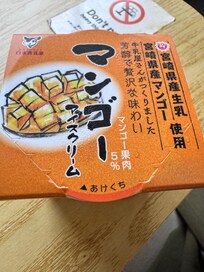 Don't
宮崎県産生乳 使用
宮崎県産マンゴー
牛乳屋さんがつくりました
芳醇で贅沢な味わい
マンゴー
アイスクリーム
マンゴー果肉
5%
▲あけくち